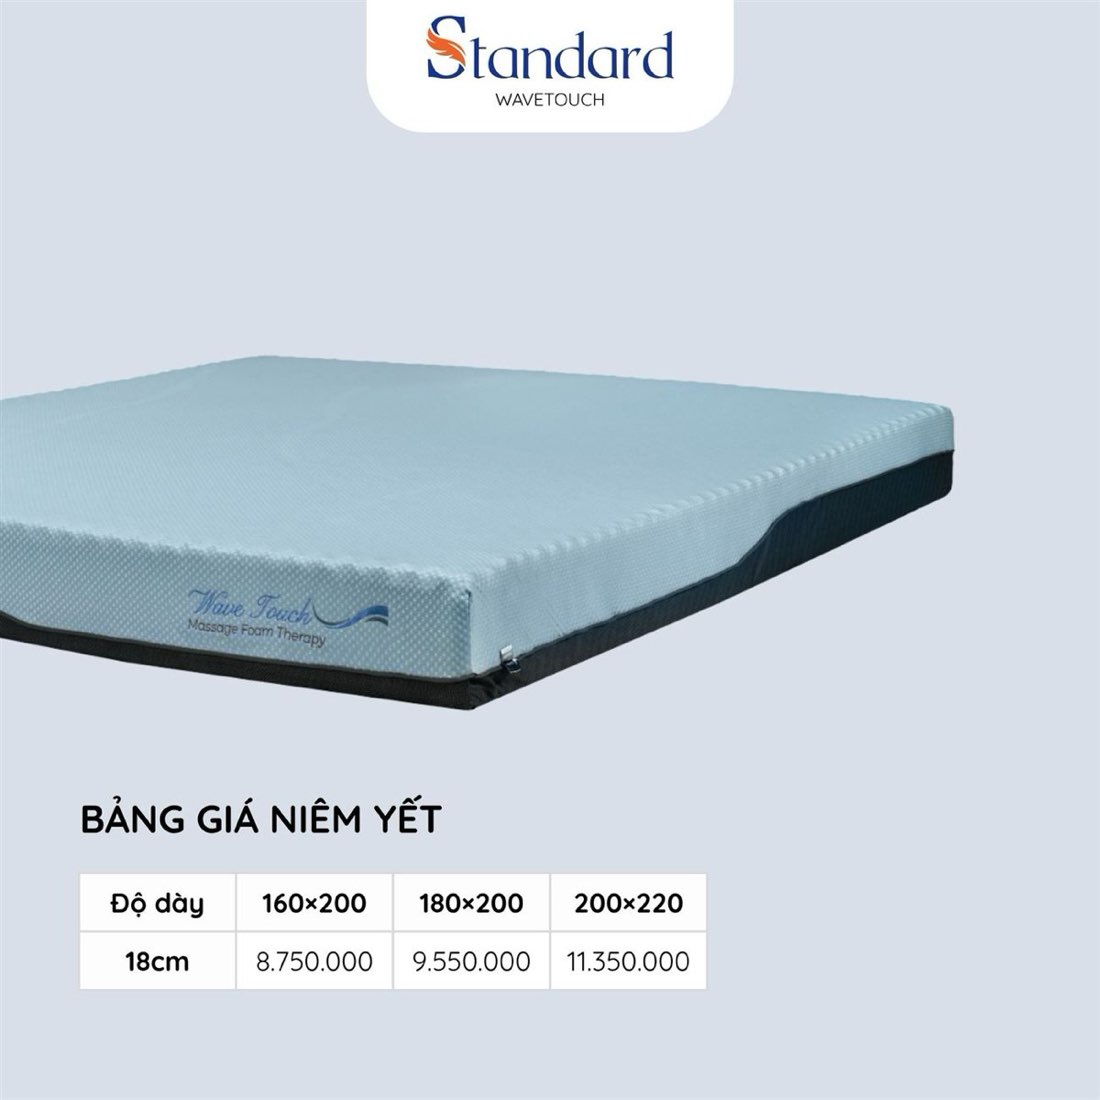 Standard
WAVETOUCH
Wave Touch
Massage Foam Therapy
BẢNG GIÁ NIÊM YẾT
Độ dày 160×200 180×200 200×220
18cm 8.750.000 9.550.000 11.350.000